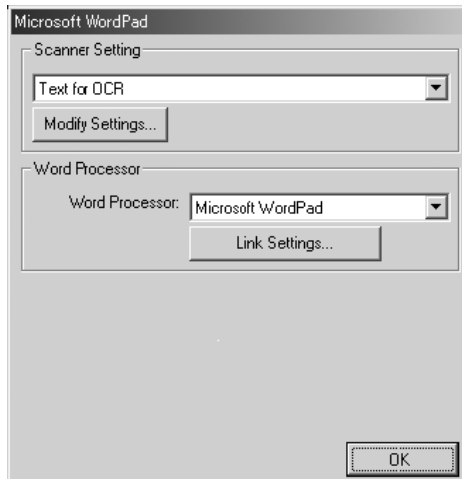 Microsoft WordPad
Scanner Setting
Text for OCR
Modify Settings...
Word Processor
Word Processor: Microsoft WordPad
Link Settings...
OK